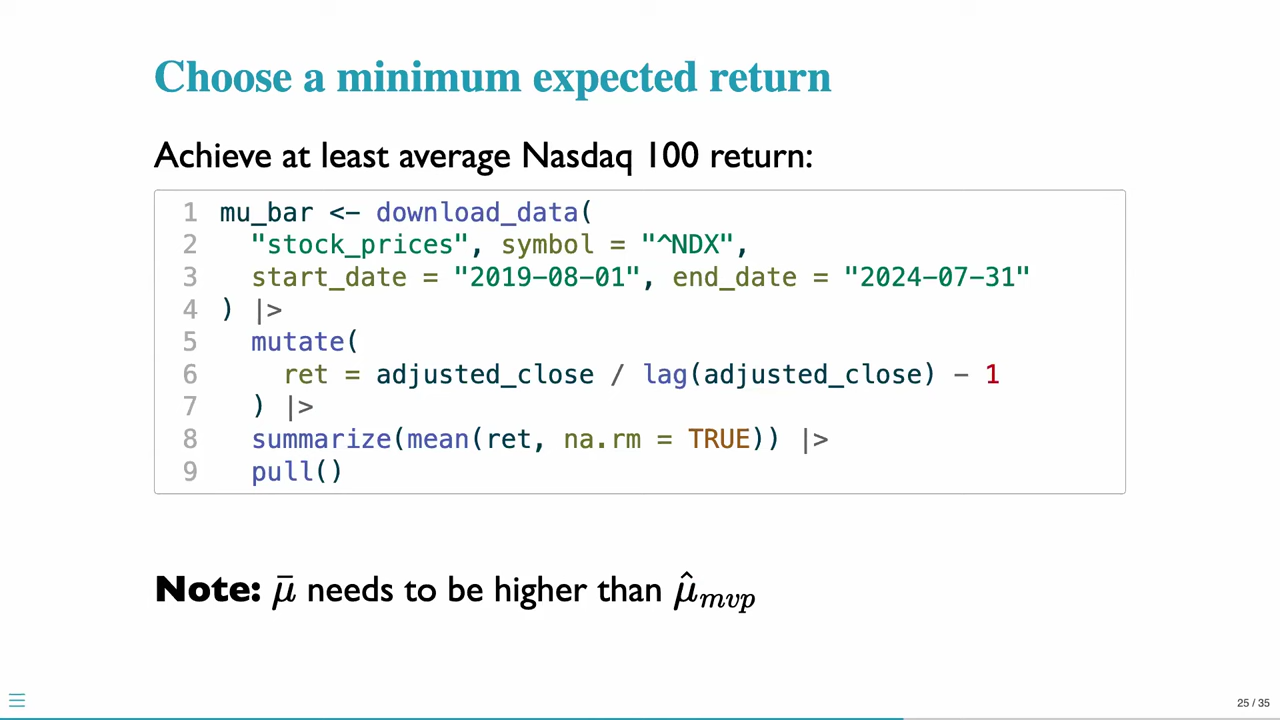 Choose a minimum expected return
Achieve at least average Nasdaq 100 return:
1 mu_bar <- download_data(
2   "stock_prices", symbol = "^NDX",
3   start_date = "2019-08-01", end_date = "2024-07-31"
4 ) |>
5   mutate(
6     ret = adjusted_close / lag(adjusted_close) - 1
7   ) |>
8   summarize(mean(ret, na.rm = TRUE)) |>
9   pull()
Note: μ̄ needs to be higher than μ̂mvp
25 / 35